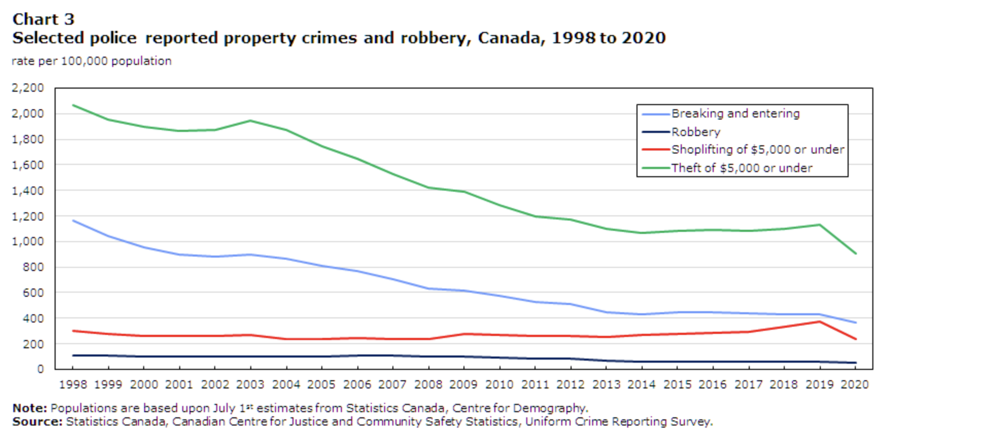 Chart 3
Selected police reported property crimes and robbery, Canada, 1998 to 2020
rate per 100,000 population
2,200
2,000
1,800
1,600
1,400
1,200
1,000
800
600
400
200
0
Breaking and entering
Robbery
Shoplifting of $5,000 or under
Theft of $5,000 or under
1998 1999 2000 2001 2002 2003 2004 2005 2006 2007 2008 2009 2010 2011 2012 2013 2014 2015 2016 2017 2018 2019 2020
Note: Populations are based upon July 1st estimates from Statistics Canada, Centre for Demography.
Source: Statistics Canada, Canadian Centre for Justice and Community Safety Statistics, Uniform Crime Reporting Survey.